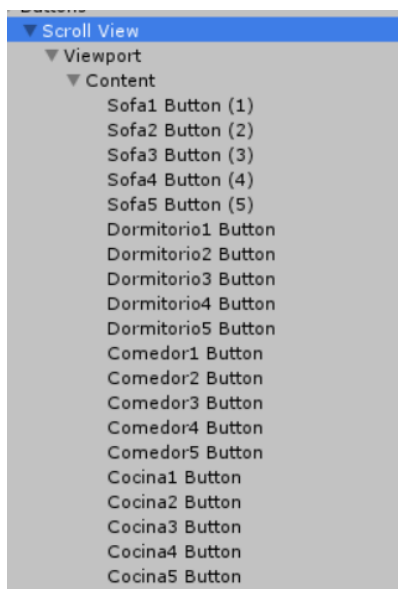 Scroll View
Viewport
Content
Sofa1 Button (1)
Sofa2 Button (2)
Sofa3 Button (3)
Sofa4 Button (4)
Sofa5 Button (5)
Dormitorio1 Button
Dormitorio2 Button
Dormitorio3 Button
Dormitorio4 Button
Dormitorio5 Button
Comedor1 Button
Comedor2 Button
Comedor3 Button
Comedor4 Button
Comedor5 Button
Cocina1 Button
Cocina2 Button
Cocina3 Button
Cocina4 Button
Cocina5 Button